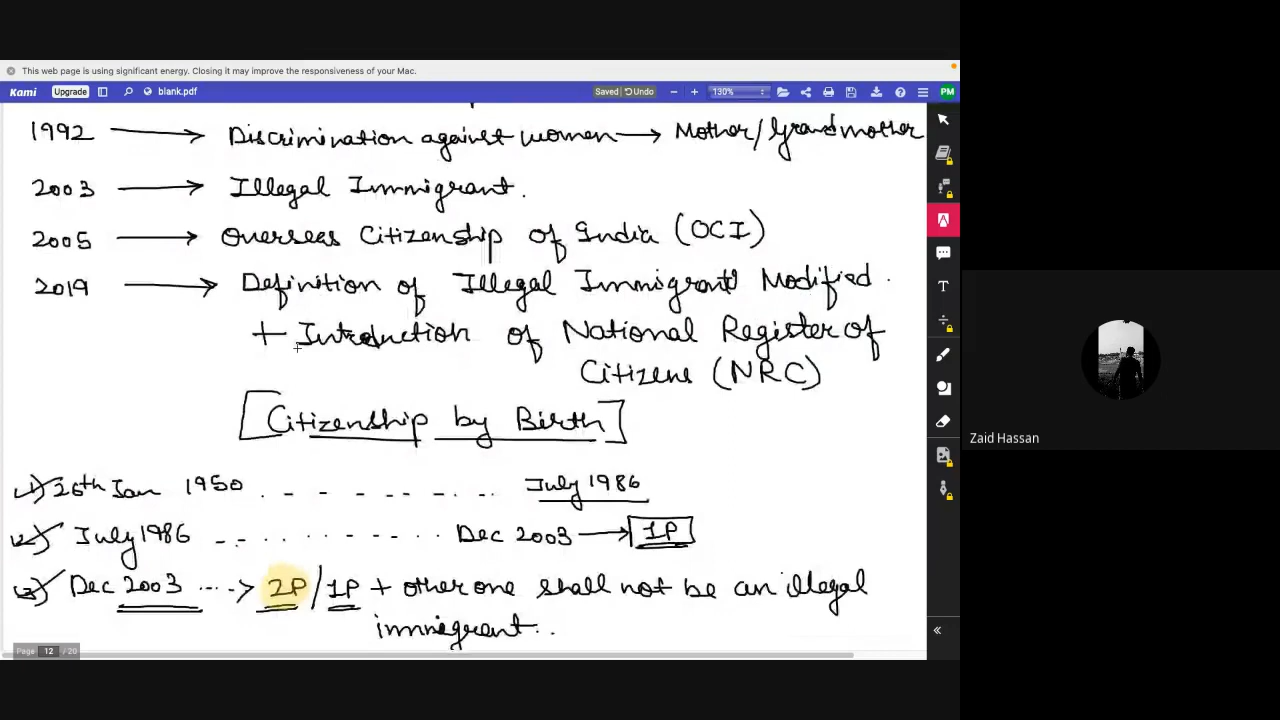 This web page is using significant energy. Closing it may improve the responsiveness of your Mac.
Kami Upgrade blank.pdf Saved Undo 130% PM
1992 → Discrimination against women → Mother/Grandmother
2003 → Illegal Immigrant.
2005 → Overseas Citizenship of India (OCI)
2019 → Definition of Illegal Immigrant Modified.
+ Introduction of National Register of
Citizens (NRC)
[Citizenship by Birth]
1) 26th Jan 1950 . - - - - - - . . July 1986
2) July 1986 - - . - - . . . - . . Dec 2003 → 1P
3) Dec 2003 ...-> 2P/1P + other one shall not be an illegal
immigrant..
Zaid Hassan
Page 12 / 20